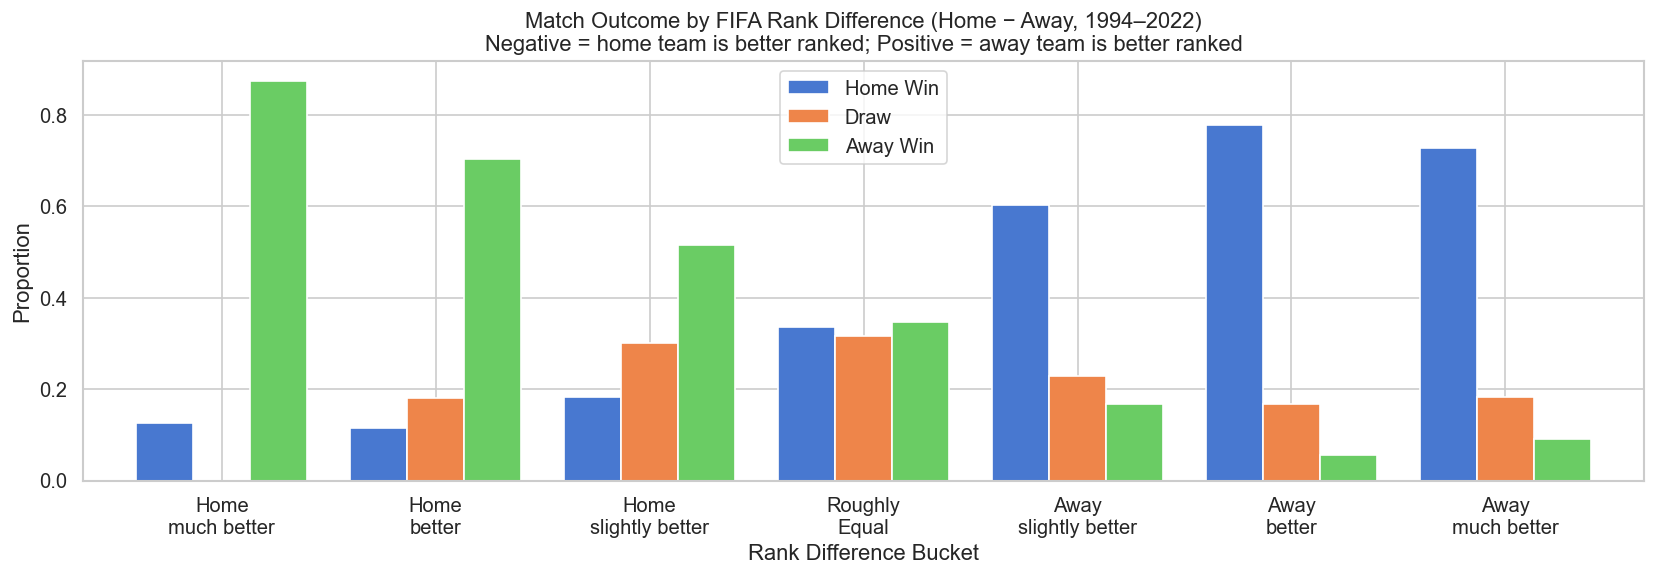 Match Outcome by FIFA Rank Difference (Home − Away, 1994–2022)
Negative = home team is better ranked; Positive = away team is better ranked
Home Win
Draw
Away Win
Proportion
0.8
0.6
0.4
0.2
0.0
Home
much better
Home
better
Home
slightly better
Roughly
Equal
Away
slightly better
Away
better
Away
much better
Rank Difference Bucket